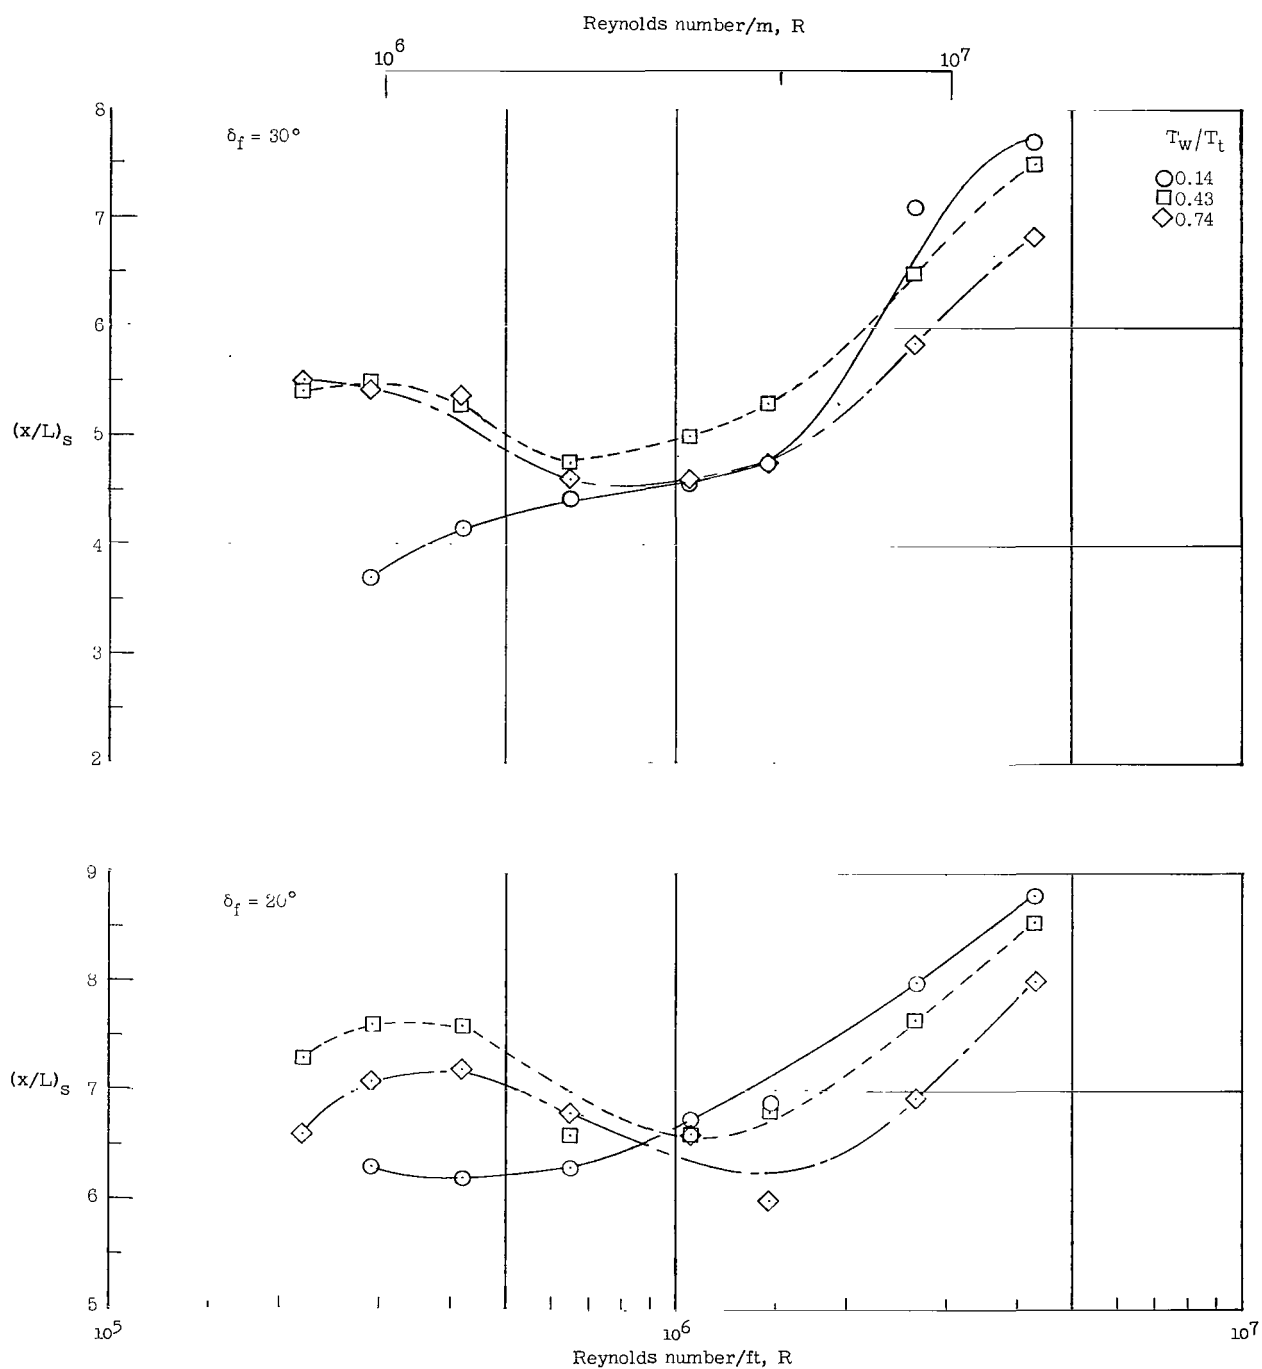 Reynolds number/m, R
10^6
10^7
8
δ_f = 30°
T_w/T_t
0.14
0.43
0.74
7
6
(x/L)_s
5
4
3
2
9
δ_f = 20°
8
(x/L)_s
7
6
5
10^5
10^6
10^7
Reynolds number/ft, R